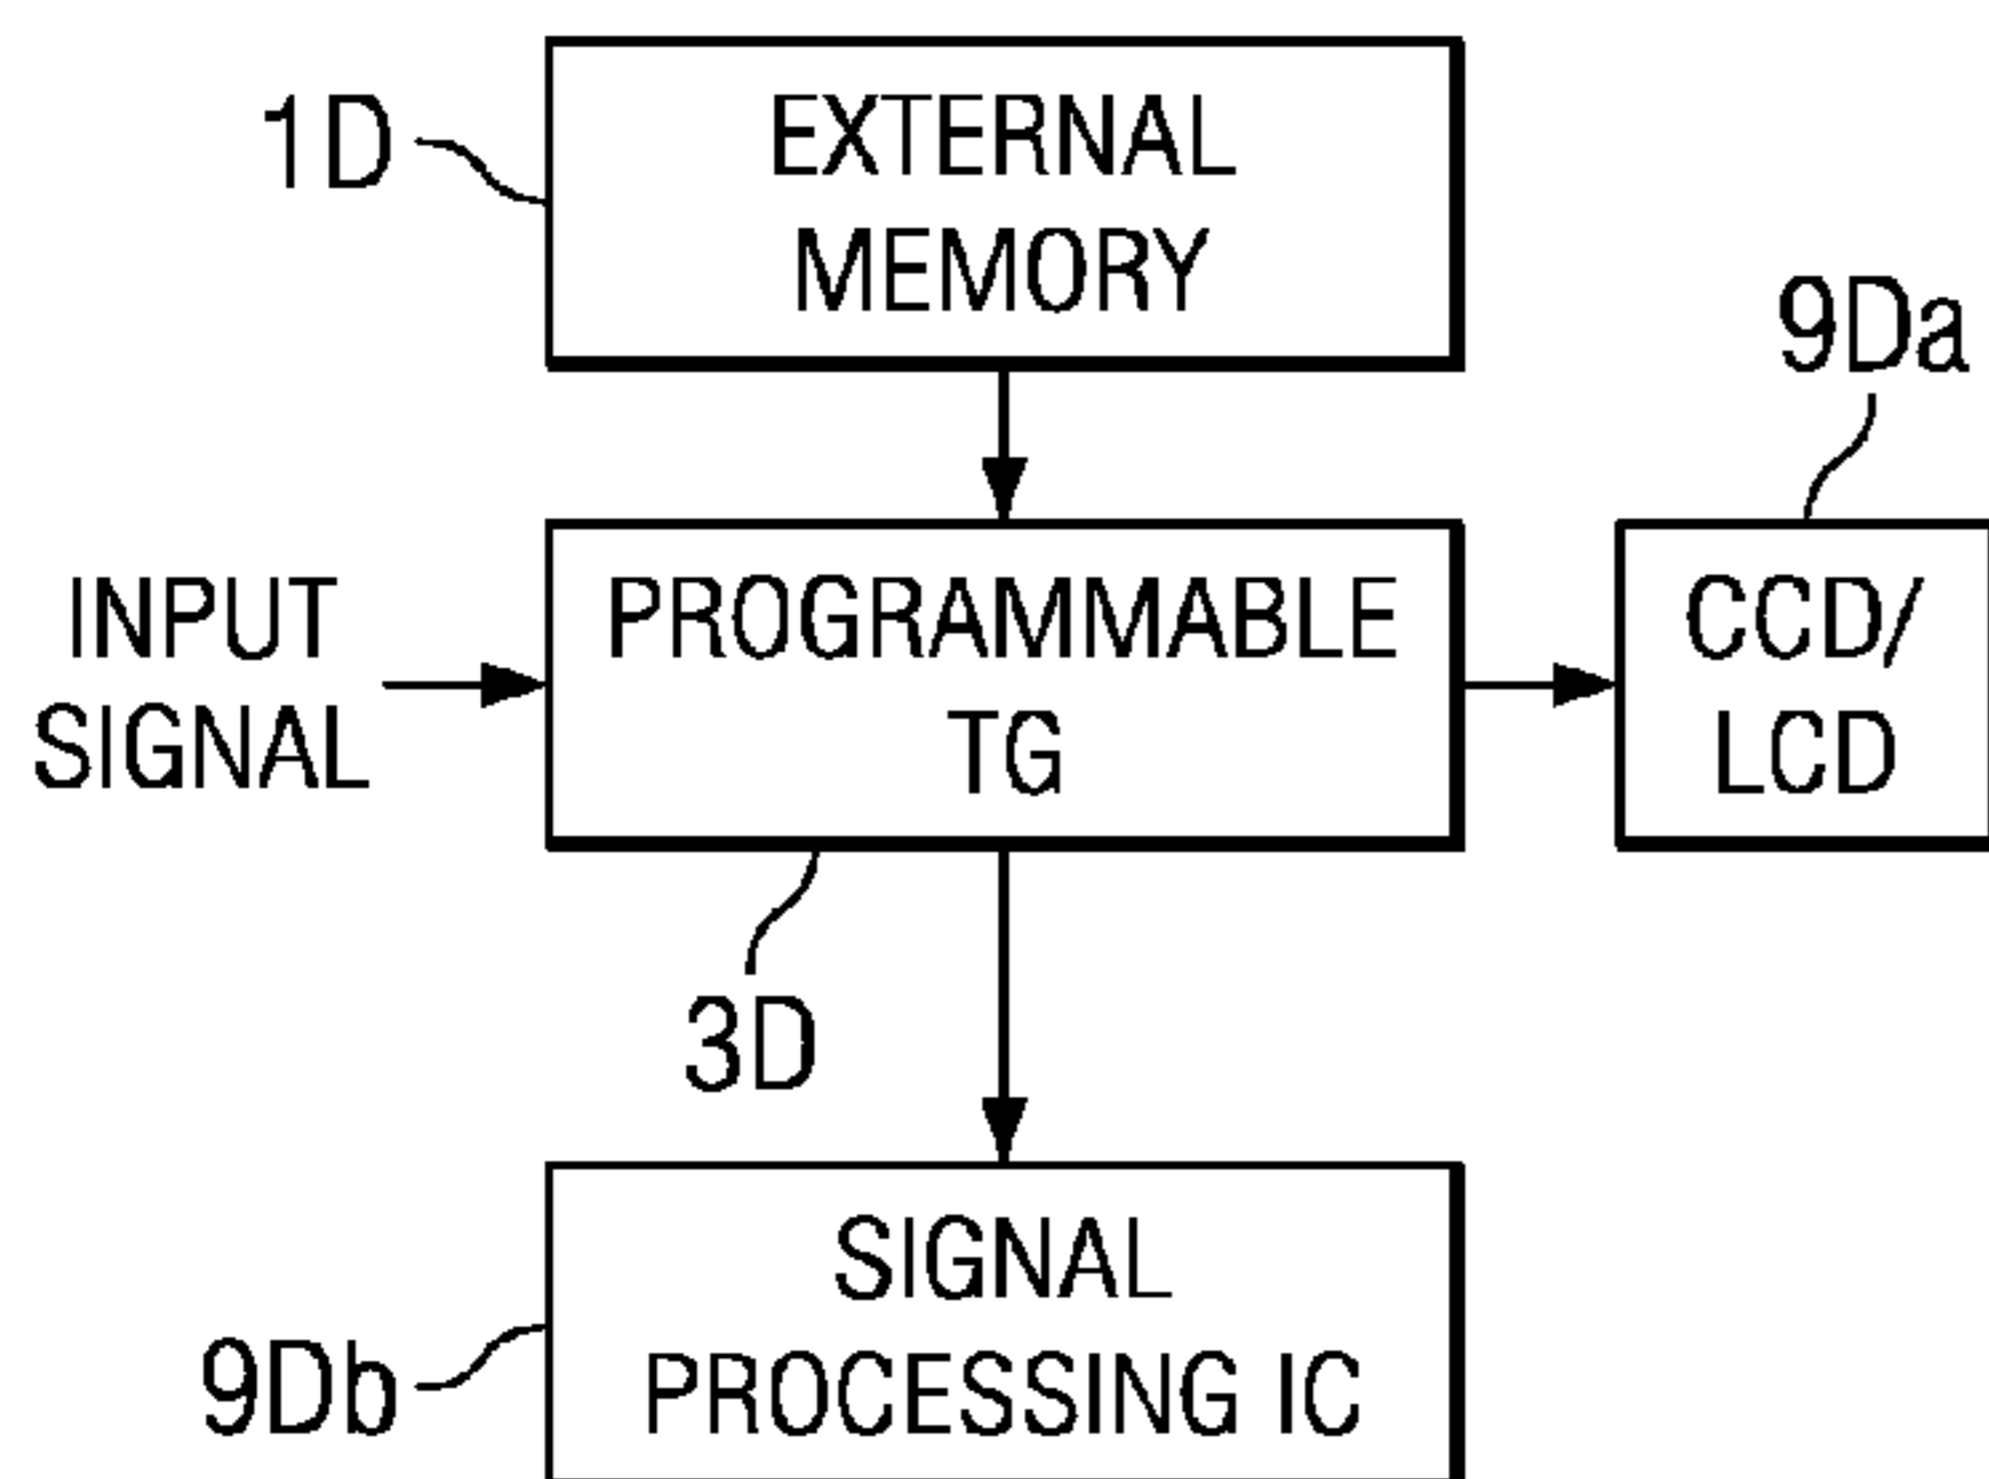 1D
EXTERNAL
MEMORY
9Da
INPUT
SIGNAL
PROGRAMMABLE
TG
CCD/
LCD
3D
SIGNAL
PROCESSING IC
9Db